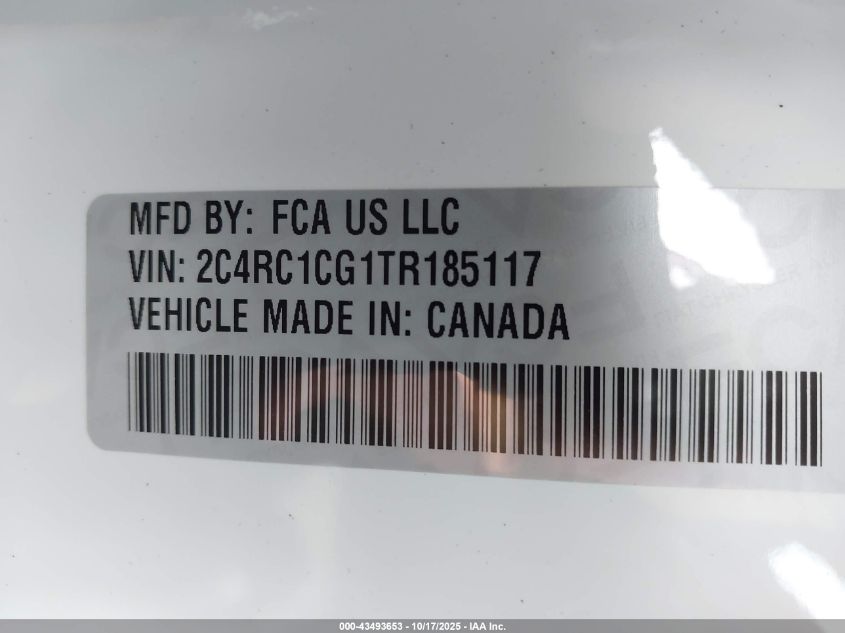 MFD BY: FCA US LLC
VIN: 2C4RC1CG1TR185117
VEHICLE MADE IN: CANADA
000-43493653 - 10/17/2025 - IAA Inc.